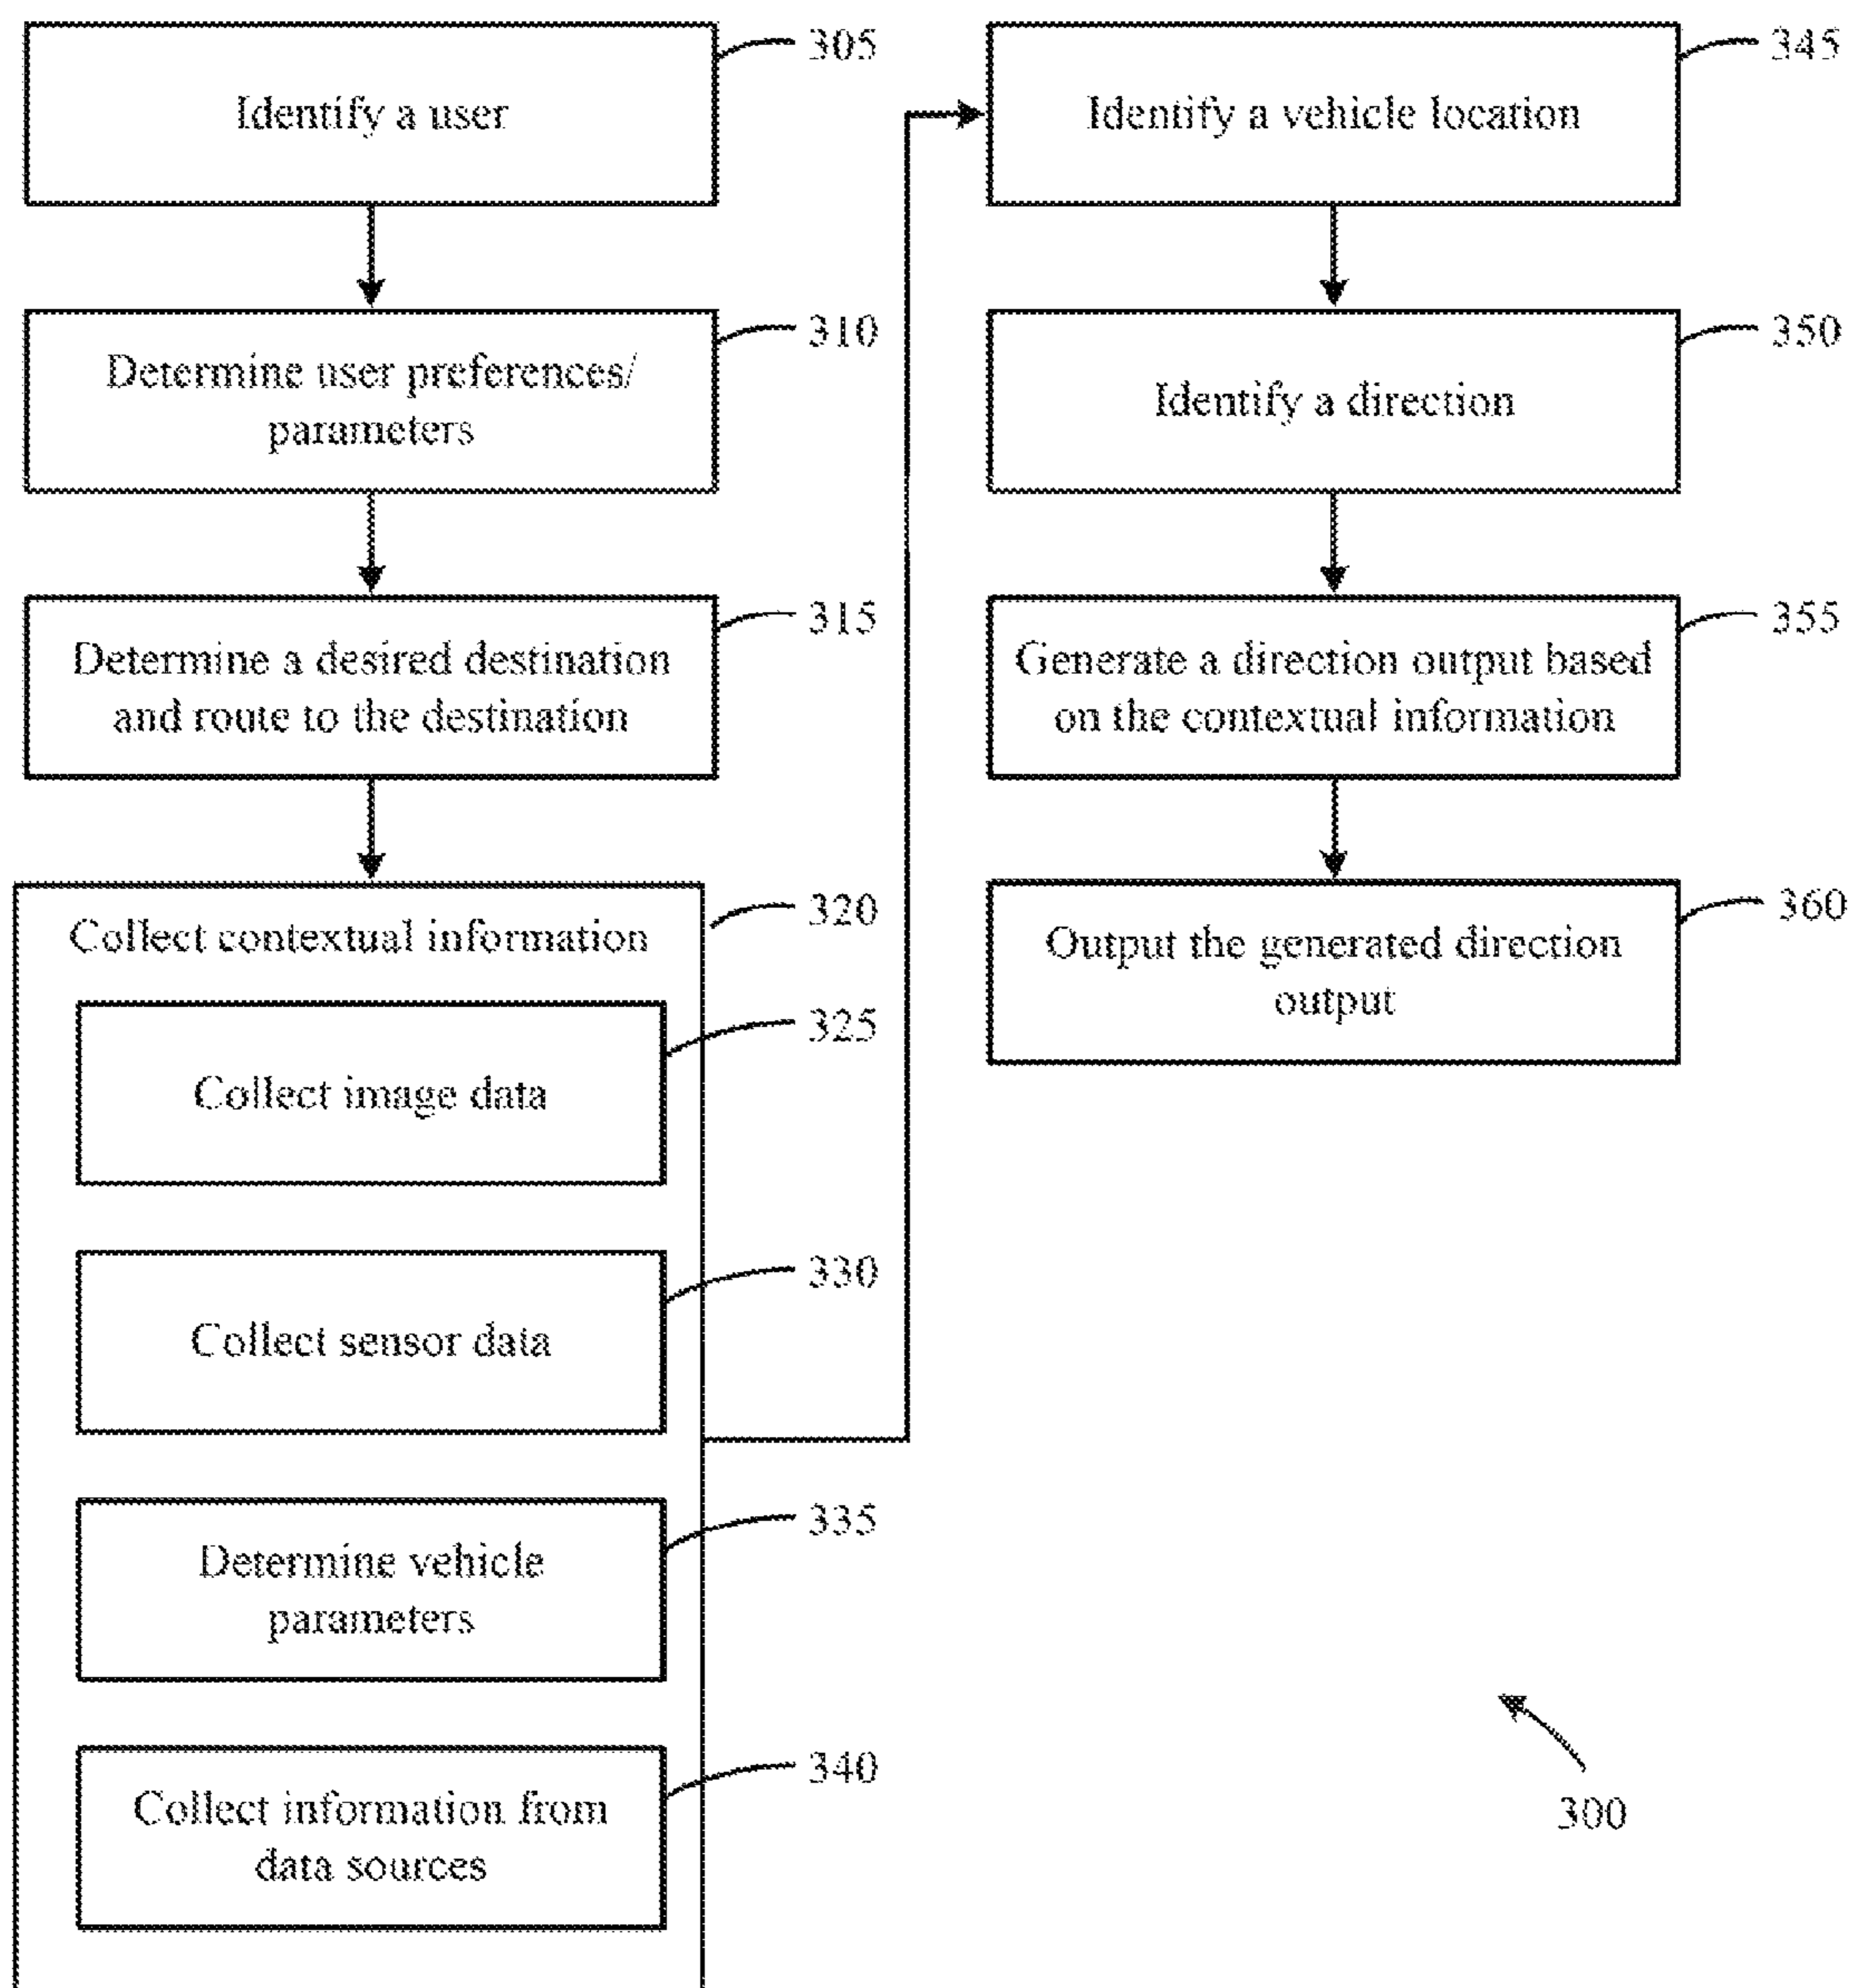 305
Identify a user
310
Determine user preferences/
parameters
315
Determine a desired destination
and route to the destination
320
Collect contextual information
325
Collect image data
330
Collect sensor data
335
Determine vehicle
parameters
340
Collect information from
data sources
345
Identify a vehicle location
350
Identify a direction
355
Generate a direction output based
on the contextual information
360
Output the generated direction
output
300